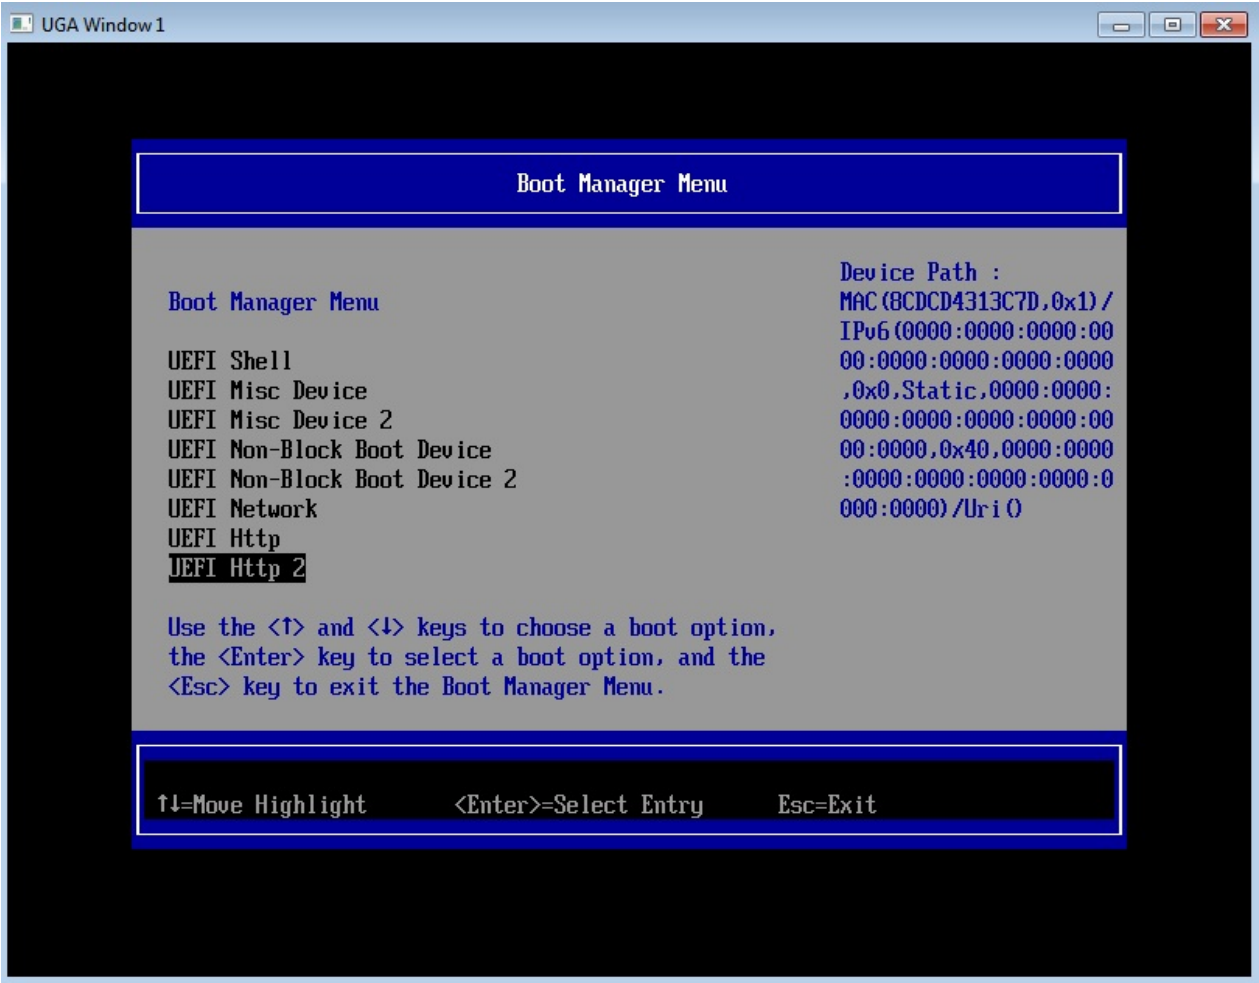 UGA Window 1
Boot Manager Menu
Boot Manager Menu
UEFI Shell
UEFI Misc Device
UEFI Misc Device 2
UEFI Non-Block Boot Device
UEFI Non-Block Boot Device 2
UEFI Network
UEFI Http
UEFI Http 2
Use the <↑> and <↓> keys to choose a boot option,
the <Enter> key to select a boot option, and the
<Esc> key to exit the Boot Manager Menu.
Device Path :
MAC(8CDCD4313C7D,0x1)/
IPv6(0000:0000:0000:00
00:0000:0000:0000:0000
,0x0,Static,0000:0000:
0000:0000:0000:0000:00
00:0000,0x40,0000:0000
:0000:0000:0000:0000:0
000:0000)/Uri()
↑↓=Move Highlight <Enter>=Select Entry Esc=Exit